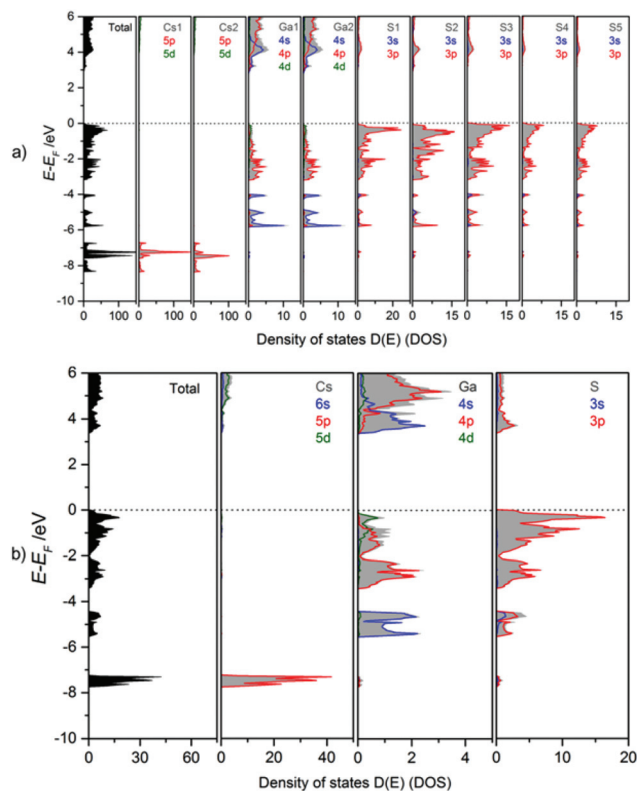 Total Cs1 Cs2 Ga1 Ga2 S1 S2 S3 S4 S5
5p 5p 4s 4s 3s 3s 3s 3s 3s
5d 5d 4p 4p 3p 3p 3p 3p 3p
4d 4d
6
4
2
0
-2
-4
-6
-8
-10
E-E_F /eV
a)
0 100 0 100 0 100 0 10 0 10 0 20 0 15 0 15 0 15 0 15
Density of states D(E) (DOS)
Total Cs Ga S
6s 4s 3s
5p 4p 3p
5d 4d
6
4
2
0
-2
-4
-6
-8
-10
E-E_F /eV
b)
0 30 60 0 20 40 0 2 4 0 5 10 15 20
Density of states D(E) (DOS)